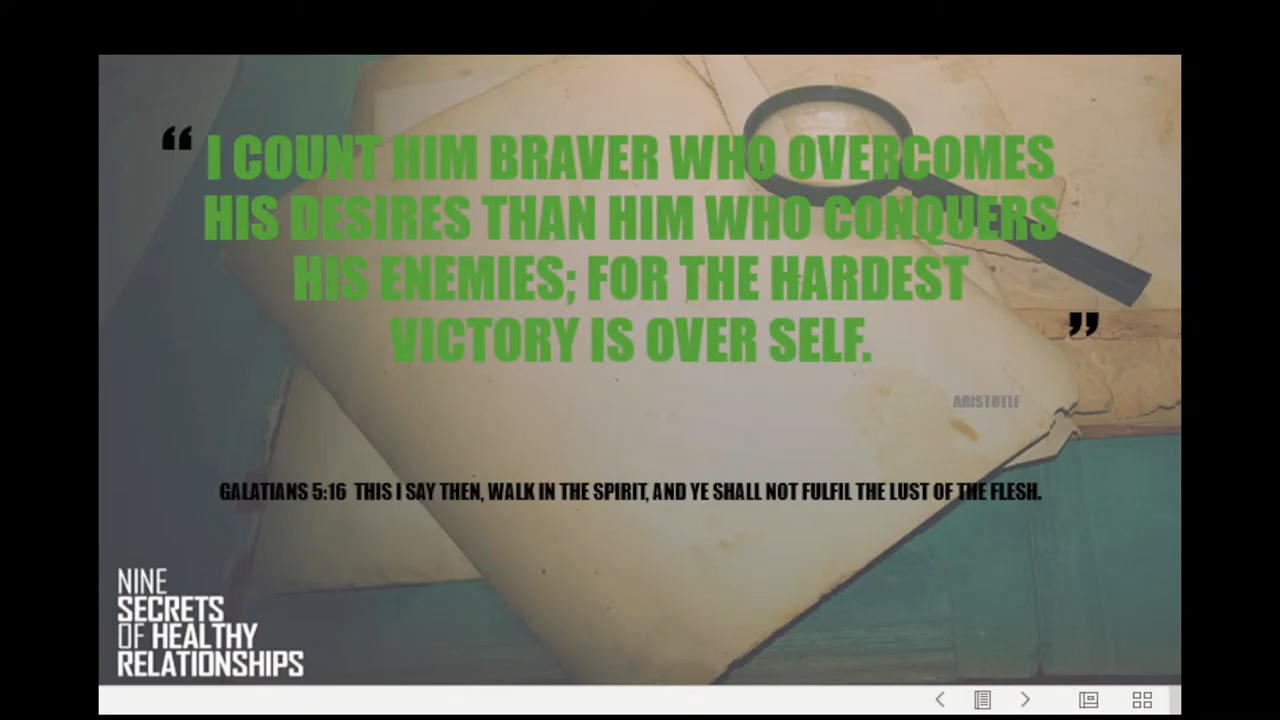 “ I COUNT HIM BRAVER WHO OVERCOMES
HIS DESIRES THAN HIM WHO CONQUERS
HIS ENEMIES; FOR THE HARDEST
VICTORY IS OVER SELF. ”
ARISTOTLE
GALATIANS 5:16 THIS I SAY THEN, WALK IN THE SPIRIT, AND YE SHALL NOT FULFIL THE LUST OF THE FLESH.
NINE
SECRETS
OF HEALTHY
RELATIONSHIPS